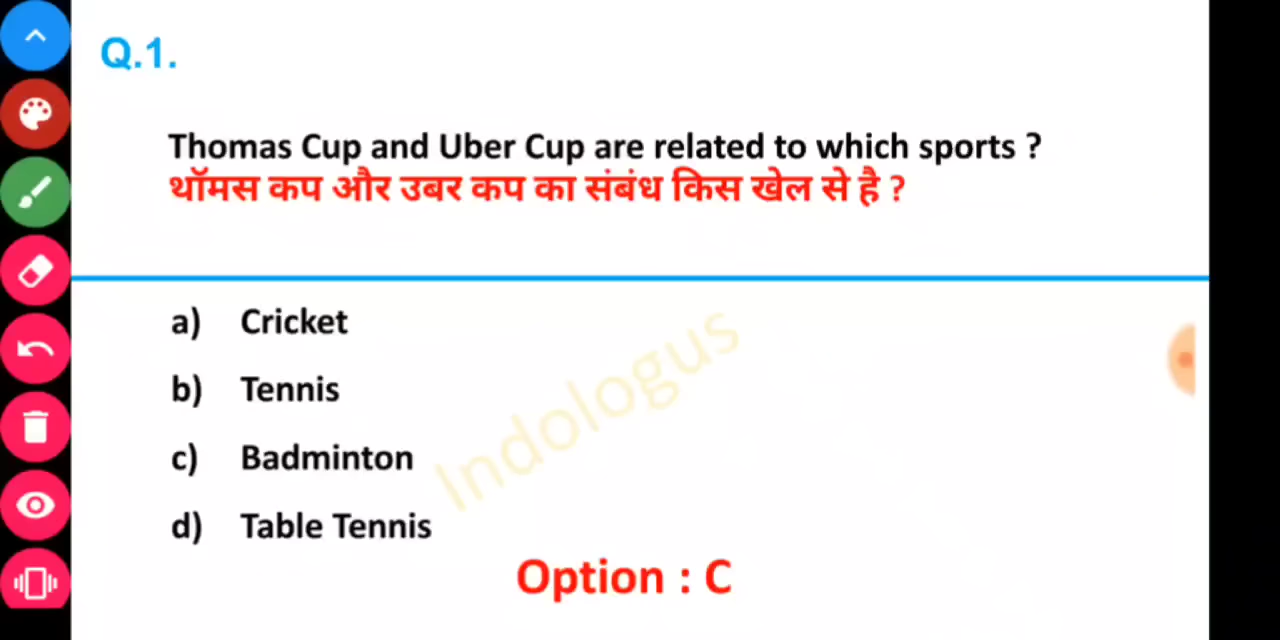 Q.1.
Thomas Cup and Uber Cup are related to which sports ?
थॉमस कप और उबर कप का संबंध किस खेल से है ?
a) Cricket
b) Tennis
c) Badminton
d) Table Tennis
Indologus
Option : C